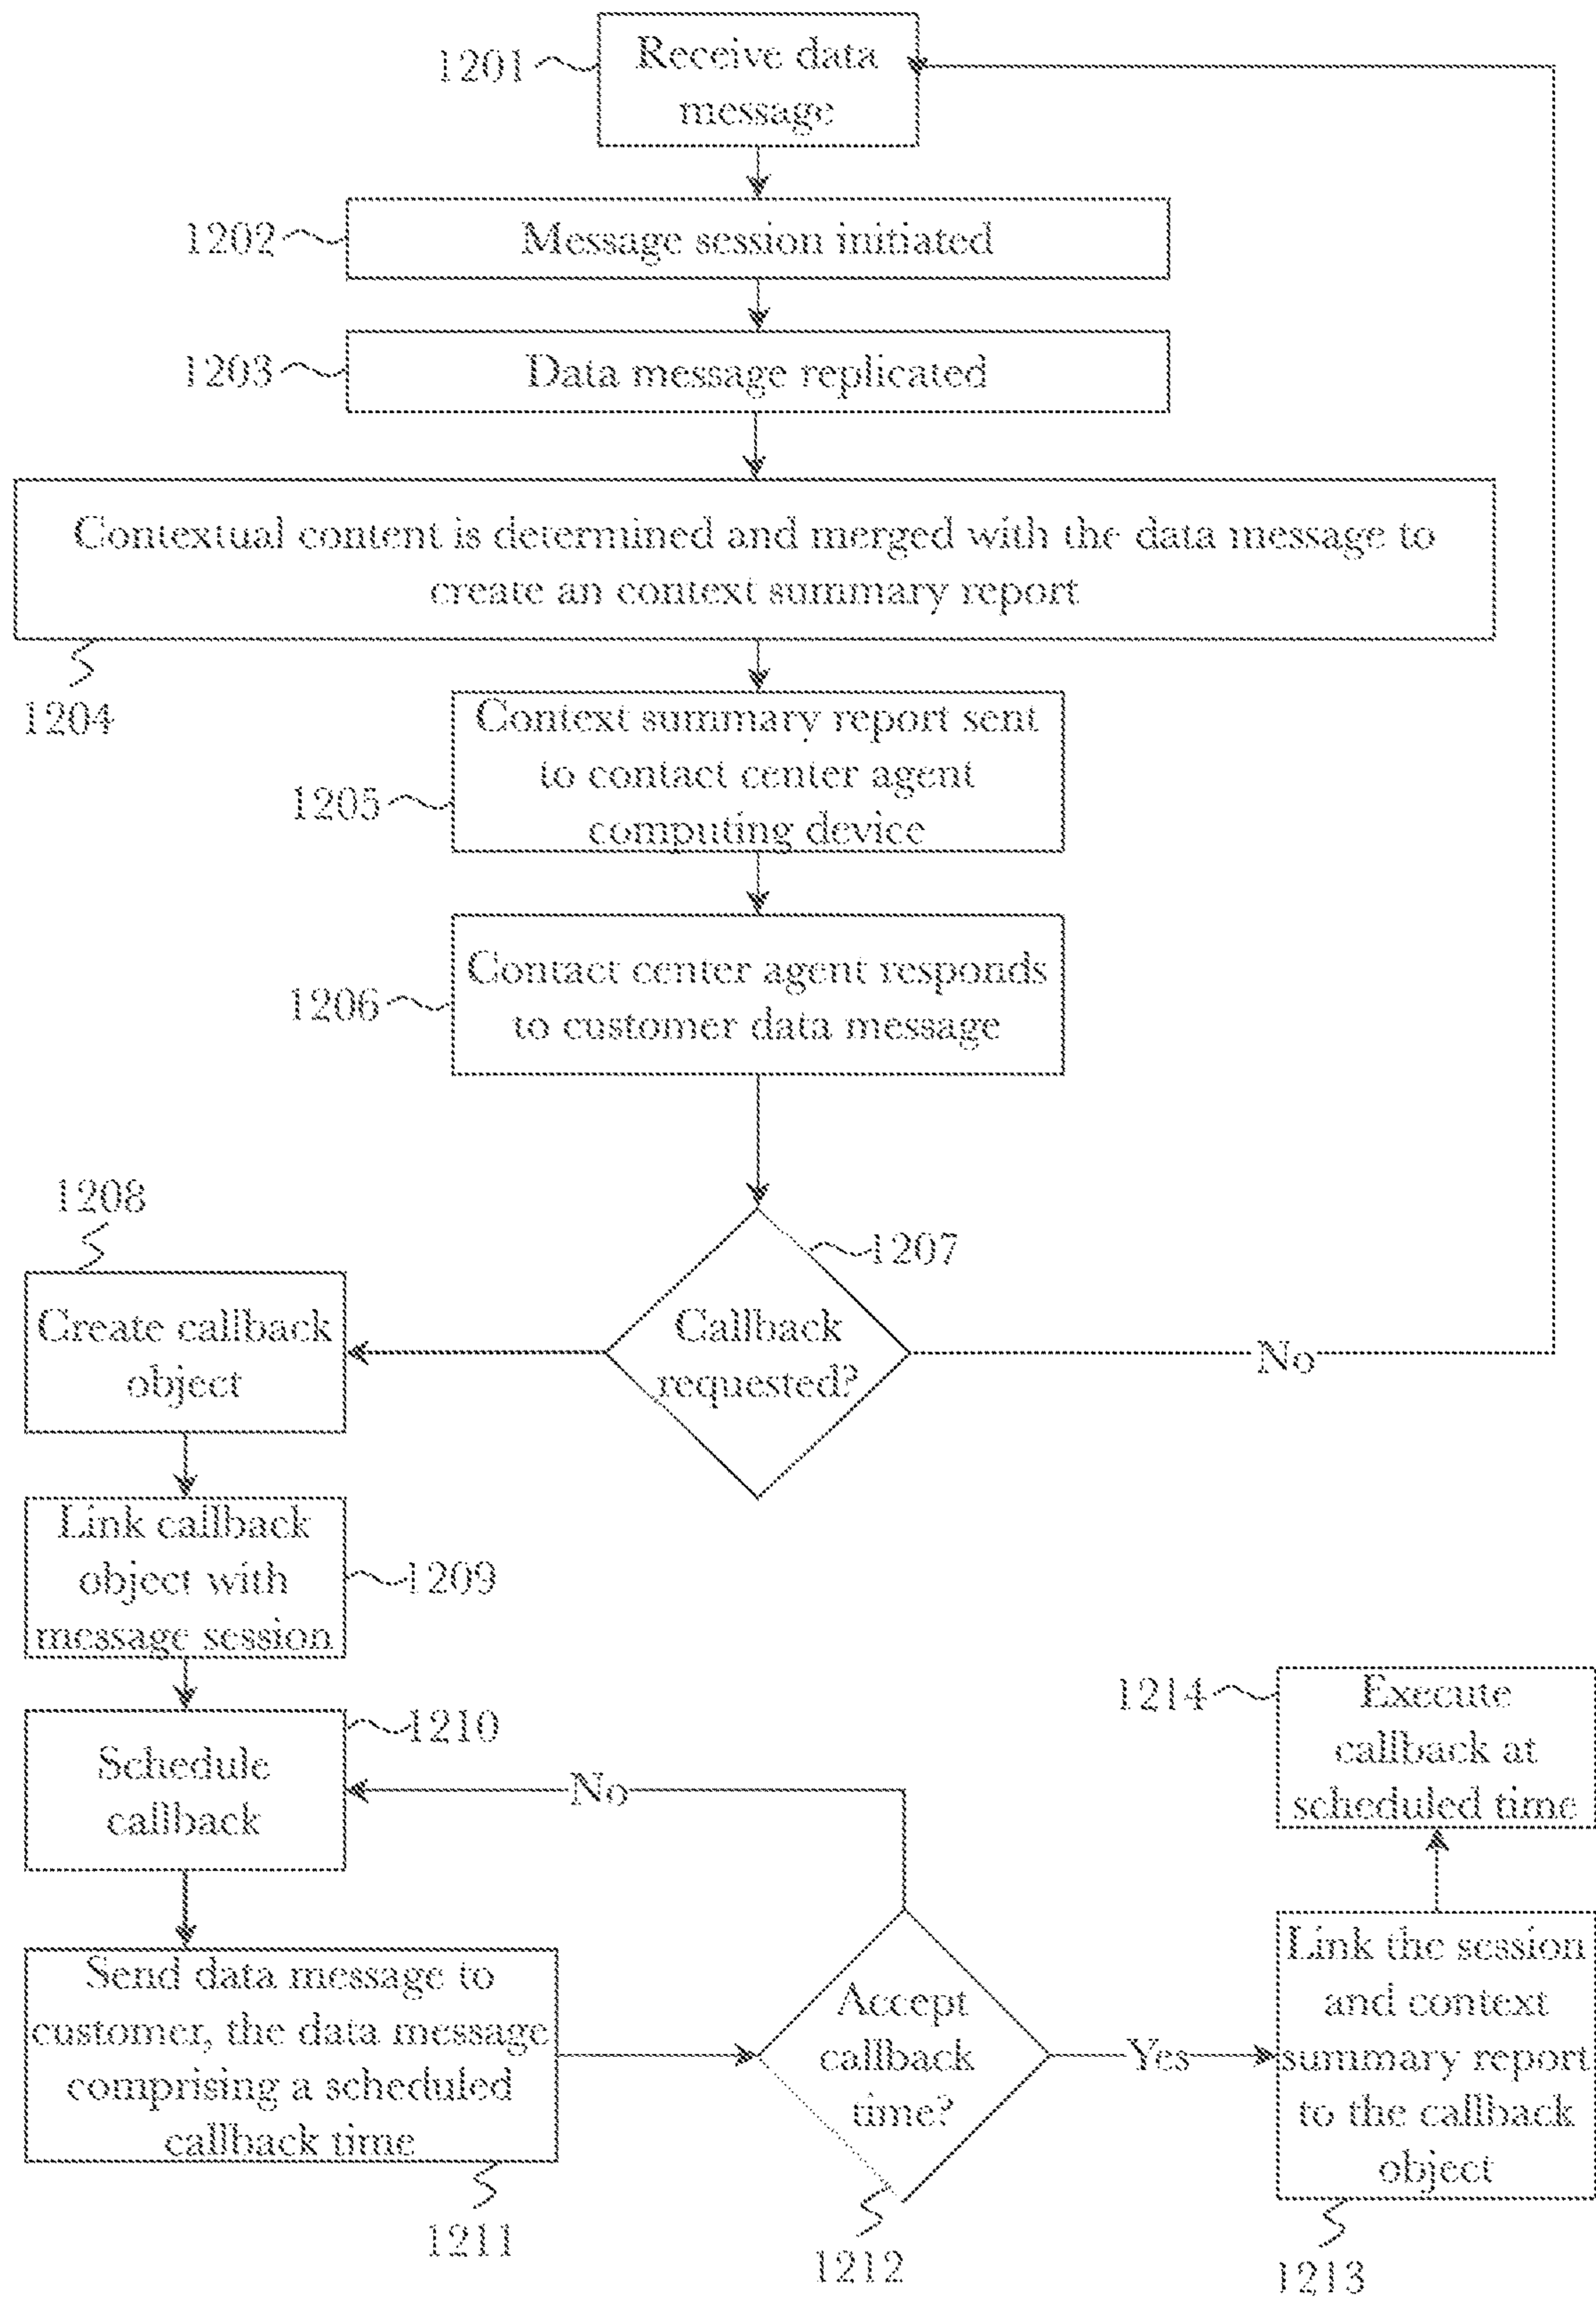 1201
Receive data
message
1202
Message session initiated
1203
Data message replicated
Contextual content is determined and merged with the data message to
create an context summary report
1204
Context summary report sent
to contact center agent
computing device
1205
Contact center agent responds
to customer data message
1206
1207
Callback
requested?
No
1208
Create callback
object
Link callback
object with
message session
1209
1210
Schedule
callback
No
Send data message to
customer, the data message
comprising a scheduled
callback time
1211
Accept
callback
time?
1212
Yes
Link the session
and context
summary report
to the callback
object
1213
1214
Execute
callback at
scheduled time